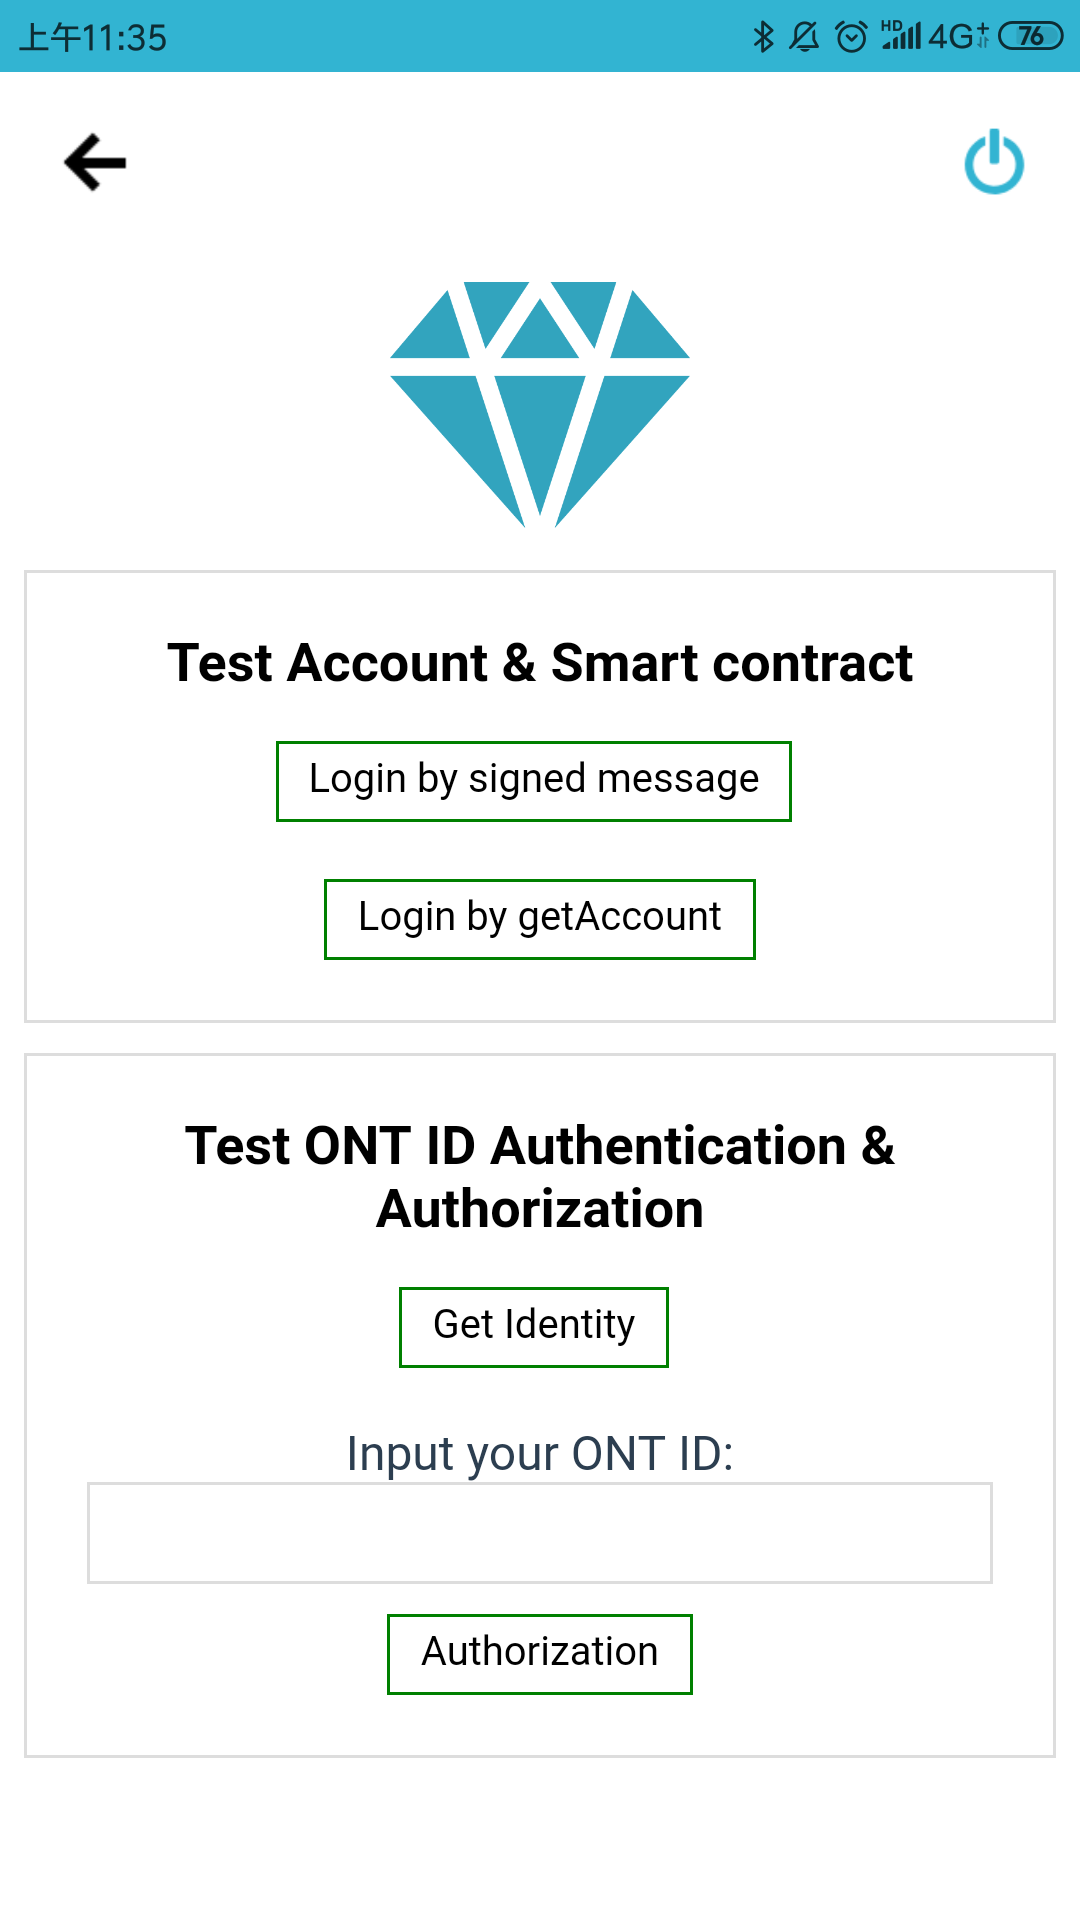 上午11:35
HD 4G+ 76
Test Account & Smart contract
Login by signed message
Login by getAccount
Test ONT ID Authentication &
Authorization
Get Identity
Input your ONT ID:
Authorization